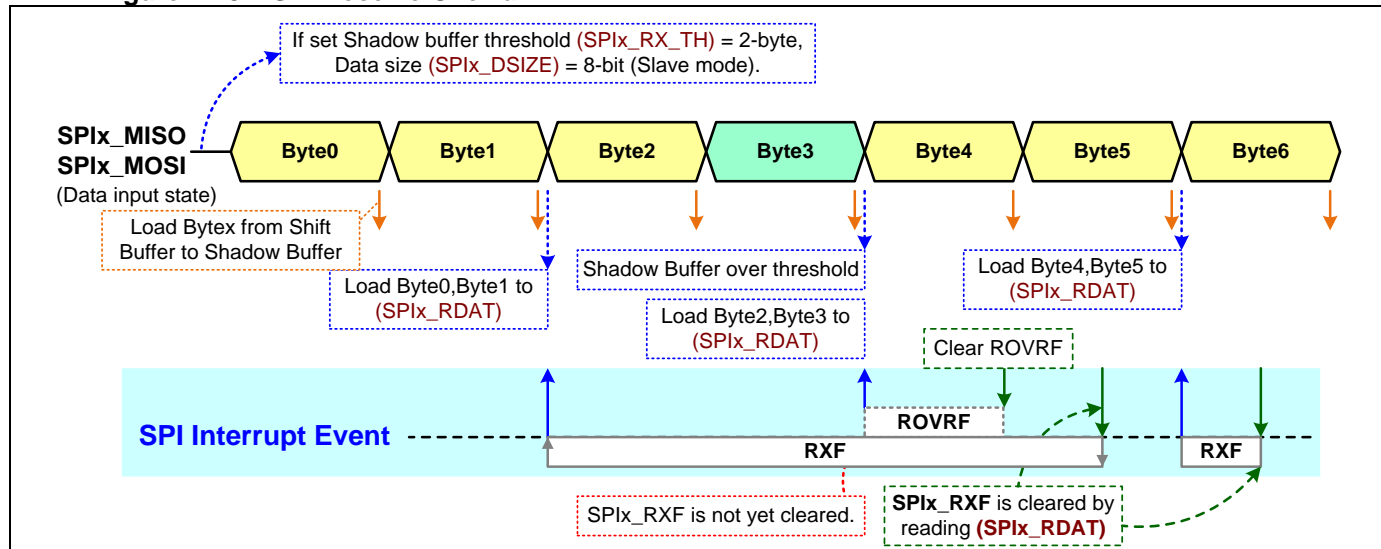 If set Shadow buffer threshold (SPIx_RX_TH) = 2-byte,
Data size (SPIx_DSIZE) = 8-bit (Slave mode).
SPIx_MISO
SPIx_MOSI
(Data input state)
Byte0
Byte1
Byte2
Byte3
Byte4
Byte5
Byte6
Load Bytex from Shift
Buffer to Shadow Buffer
Load Byte0,Byte1 to
(SPIx_RDAT)
Shadow Buffer over threshold
Load Byte2,Byte3 to
(SPIx_RDAT)
Load Byte4,Byte5 to
(SPIx_RDAT)
Clear ROVRF
SPI Interrupt Event
ROVRF
RXF
RXF
SPIx_RXF is not yet cleared.
SPIx_RXF is cleared by
reading (SPIx_RDAT)